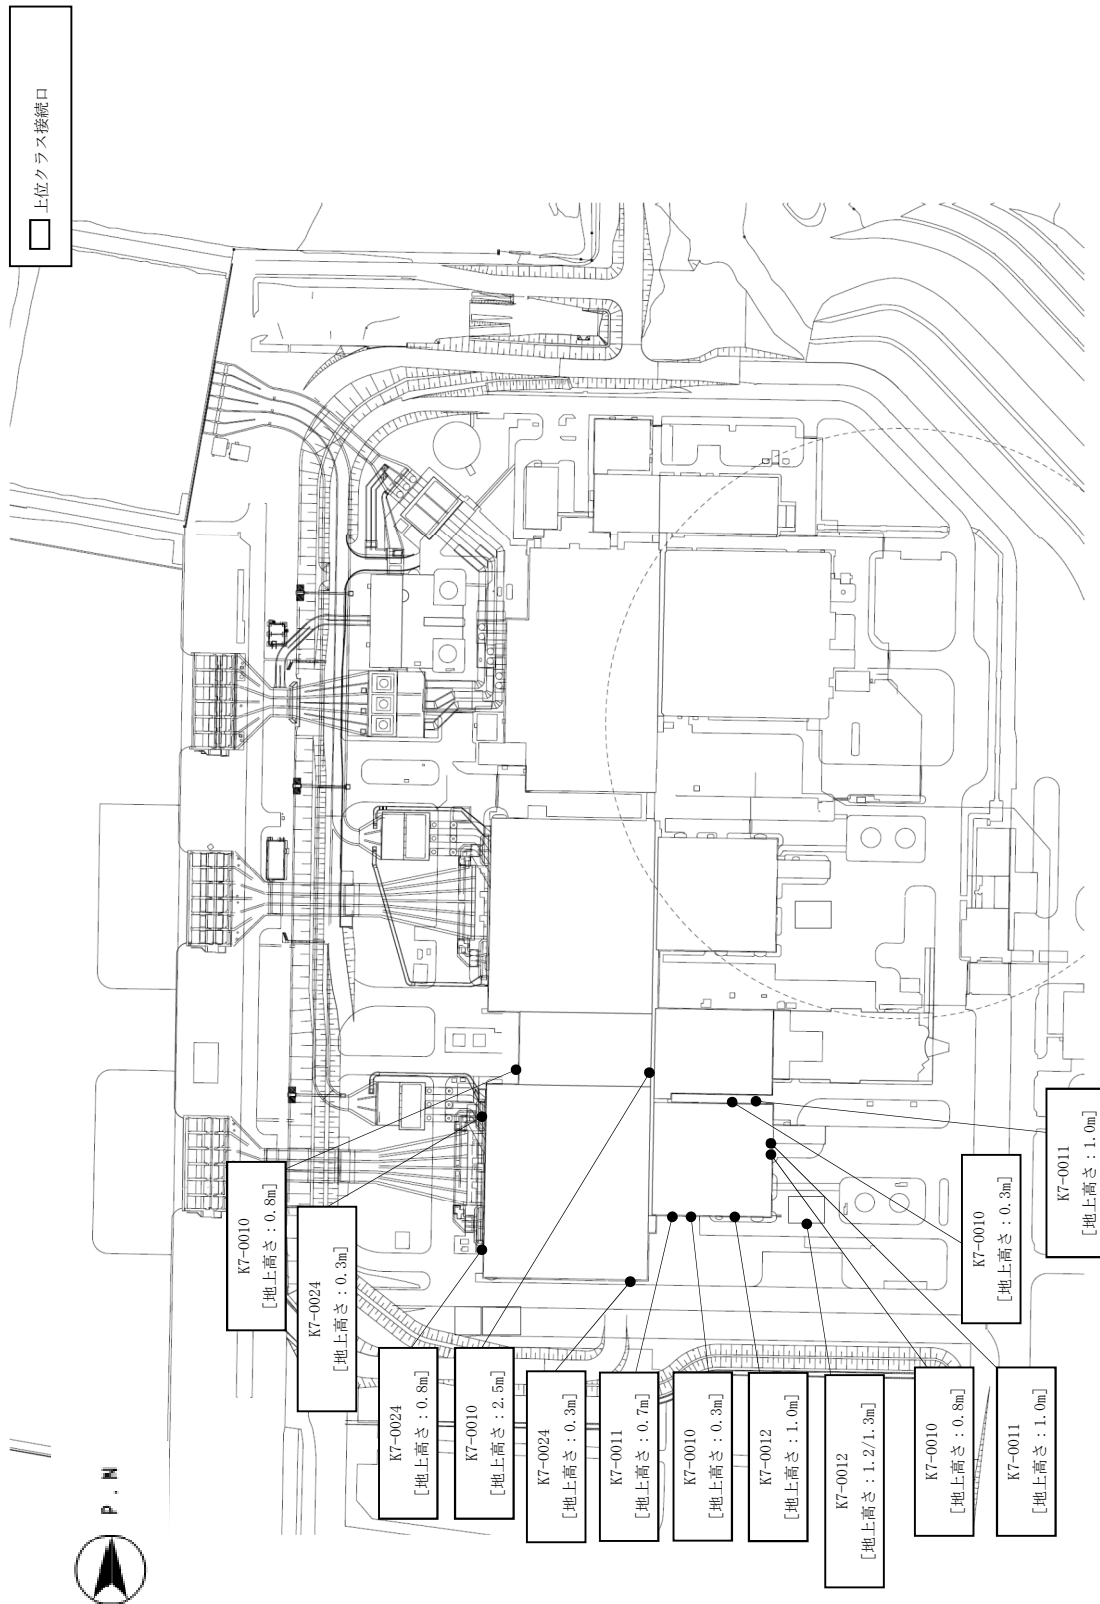 上位クラス接続口
P.N
K7-0010
[地上高さ：0.8m]
K7-0024
[地上高さ：0.3m]
K7-0024
[地上高さ：0.8m]
K7-0010
[地上高さ：2.5m]
K7-0024
[地上高さ：0.3m]
K7-0011
[地上高さ：0.7m]
K7-0010
[地上高さ：0.3m]
K7-0012
[地上高さ：1.0m]
K7-0012
[地上高さ：1.2/1.3m]
K7-0010
[地上高さ：0.8m]
K7-0011
[地上高さ：1.0m]
K7-0010
[地上高さ：0.3m]
K7-0011
[地上高さ：1.0m]